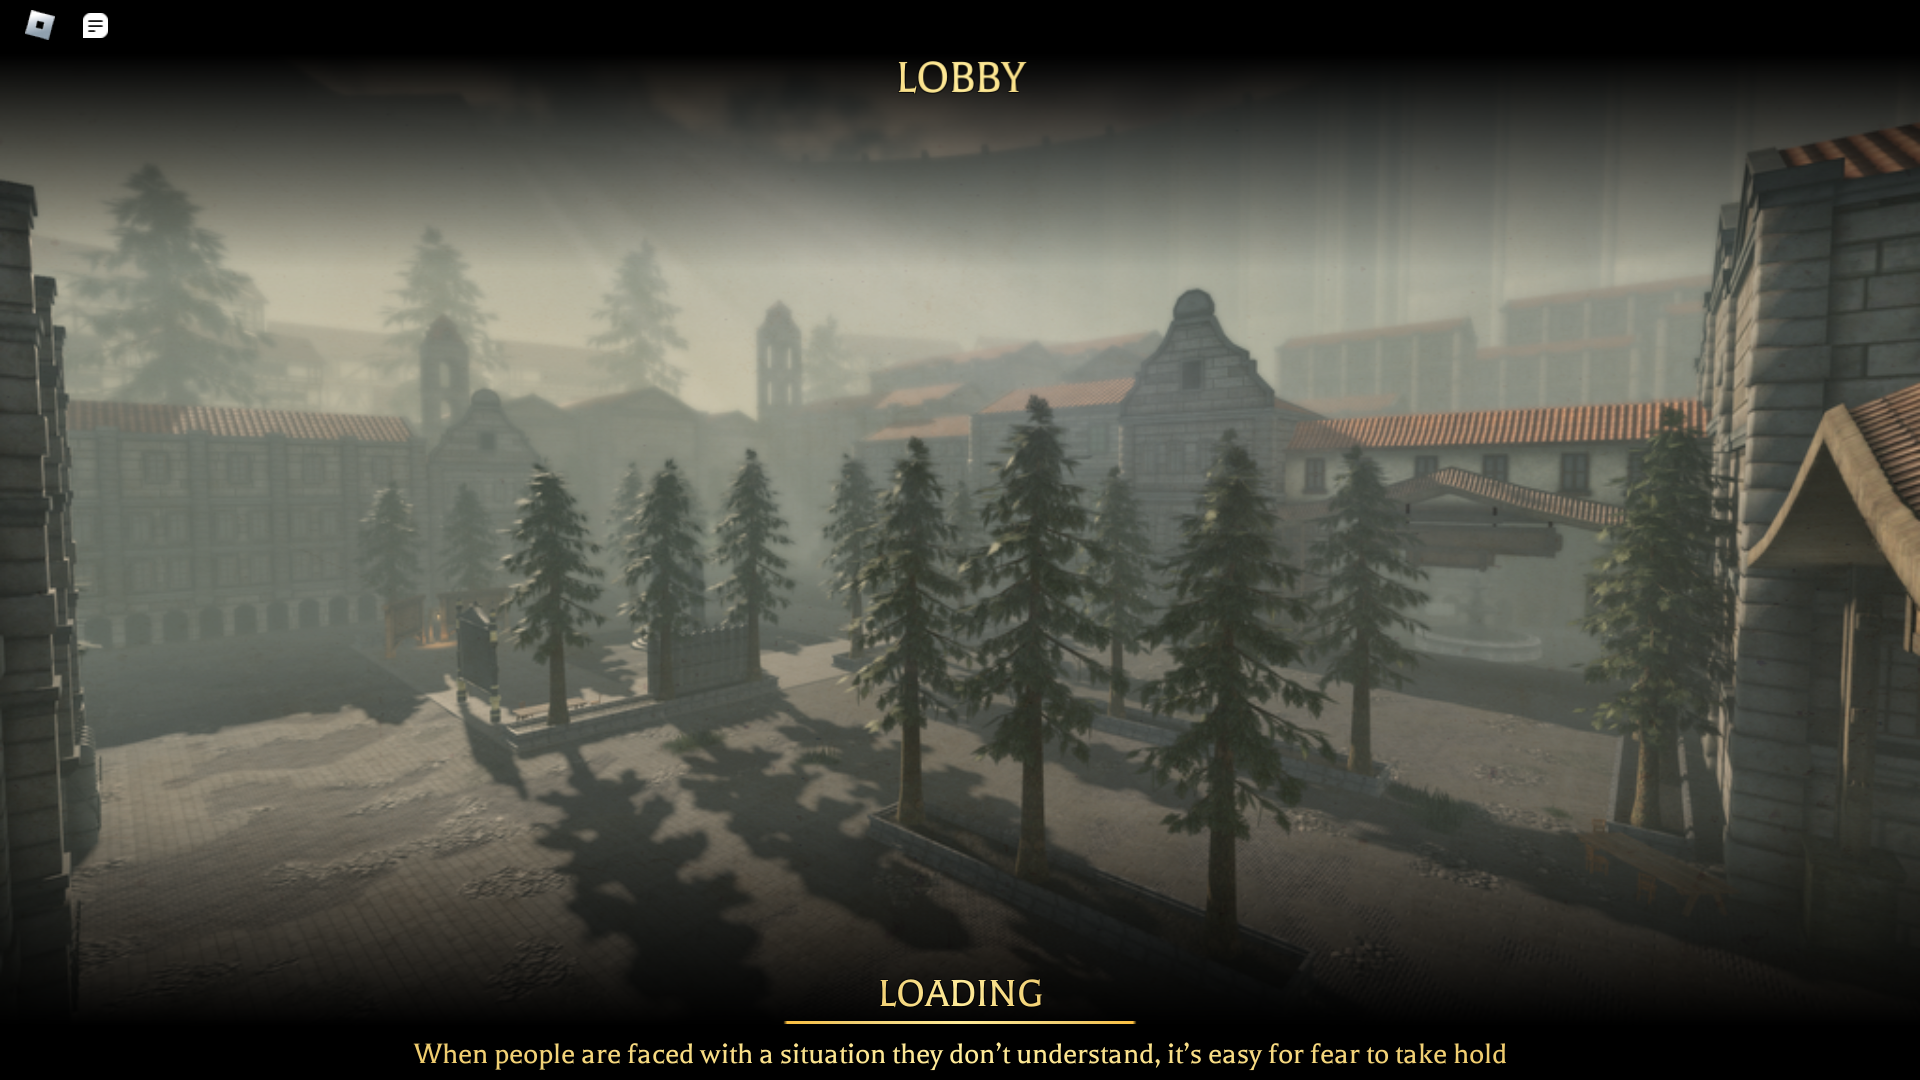 LOBBY
LOADING
When people are faced with a situation they don't understand, it's easy for fear to take hold